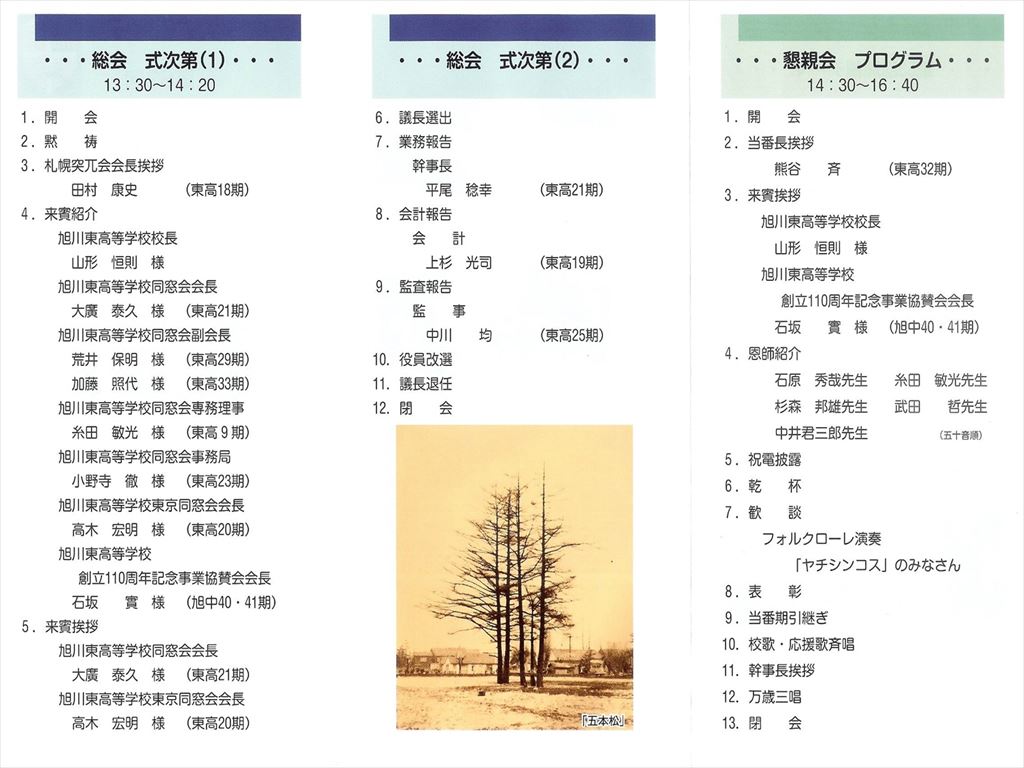 ・・・総会　式次第(1)・・・
13：30〜14：20
1．開　　会
2．黙　　祷
3．札幌突兀会会長挨拶
田村　康史　　（東高18期）
4．来賓紹介
旭川東高等学校校長
山形　恒則　様
旭川東高等学校同窓会会長
大廣　泰久　様　（東高21期）
旭川東高等学校同窓会副会長
荒井　保明　様　（東高29期）
加藤　照代　様　（東高33期）
旭川東高等学校同窓会専務理事
糸田　敏光　様　（東高９期）
旭川東高等学校同窓会事務局
小野寺　徹　様　（東高23期）
旭川東高等学校東京同窓会会長
高木　宏明　様　（東高20期）
旭川東高等学校
創立110周年記念事業協賛会会長
石坂　　實　様　（旭中40・41期）
5．来賓挨拶
旭川東高等学校同窓会会長
大廣　泰久　様　（東高21期）
旭川東高等学校東京同窓会会長
高木　宏明　様　（東高20期）
・・・総会　式次第(2)・・・
6．議長選出
7．業務報告
幹事長
平尾　稔幸　　（東高21期）
8．会計報告
会　　計
上杉　光司　　（東高19期）
9．監査報告
監　　事
中川　　均　　（東高25期）
10．役員改選
11．議長退任
12．閉　　会
「五本松」
・・・懇親会　プログラム・・・
14：30〜16：40
1．開　　会
2．当番長挨拶
熊谷　　斉　　（東高32期）
3．来賓挨拶
旭川東高等学校校長
山形　恒則　様
旭川東高等学校
創立110周年記念事業協賛会会長
石坂　　實　様　（旭中40・41期）
4．恩師紹介
石原　秀哉先生　　糸田　敏光先生
杉森　邦雄先生　　武田　　哲先生
中井君三郎先生　　（五十音順）
5．祝電披露
6．乾　　杯
7．歓　　談
フォルクローレ演奏
「ヤチシンコス」のみなさん
8．表　　彰
9．当番期引継ぎ
10．校歌・応援歌斉唱
11．幹事長挨拶
12．万歳三唱
13．閉　　会